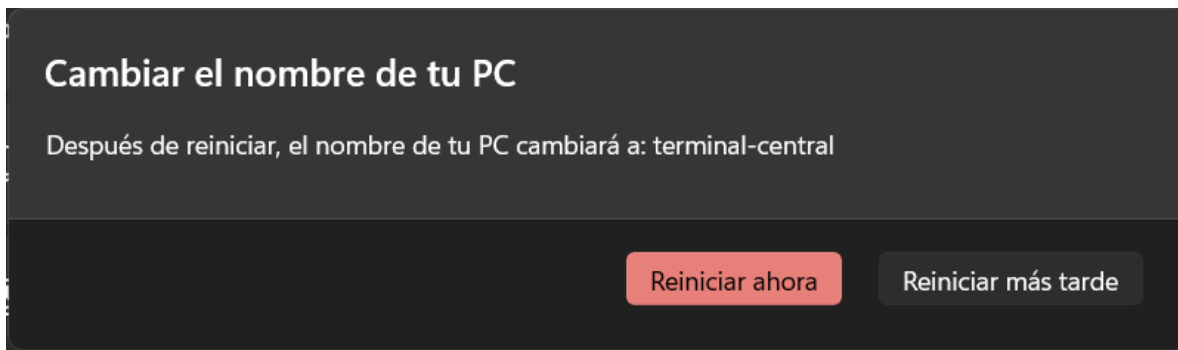 Cambiar el nombre de tu PC
Después de reiniciar, el nombre de tu PC cambiará a: terminal-central
Reiniciar ahora
Reiniciar más tarde